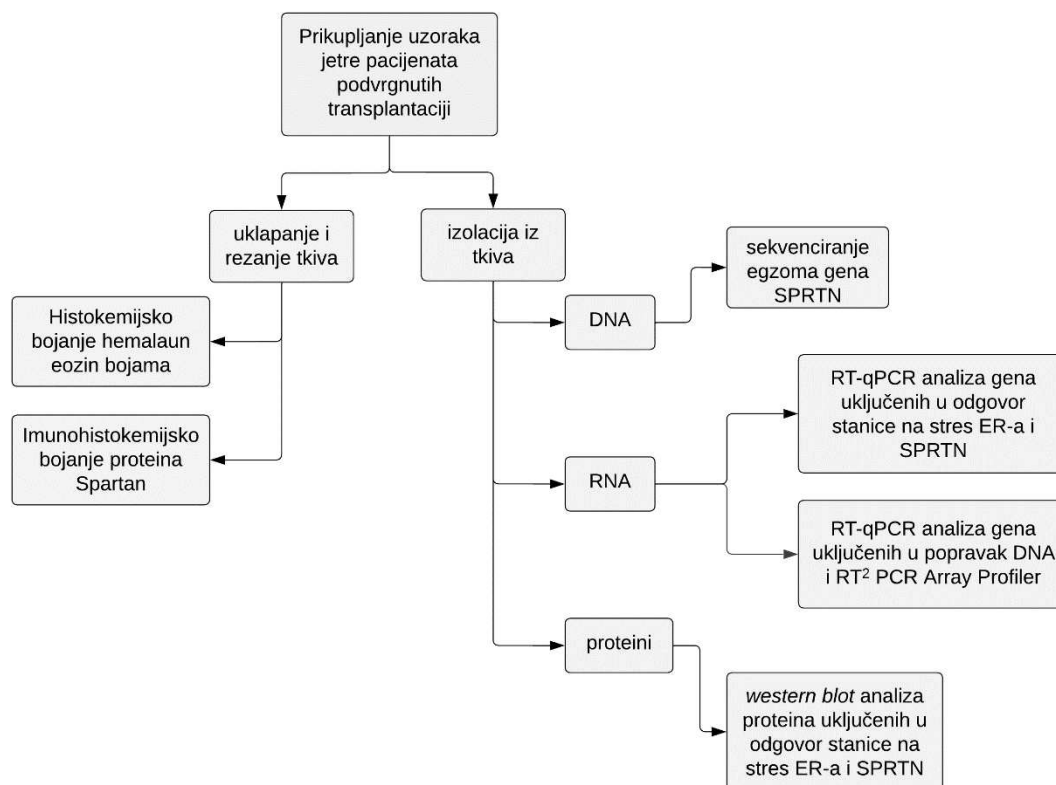 Prikupljanje uzoraka
jetre pacijenata
podvrgnutih
transplantaciji
uklapanje i
rezanje tkiva
izolacija iz
tkiva
Histokemijsko
bojanje hemalaun
eozin bojama
Imunohistokemijsko
bojanje proteina
Spartan
DNA
sekvenciranje
egzoma gena
SPRTN
RNA
RT-qPCR analiza gena
uključenih u odgovor
stanice na stres ER-a i
SPRTN
RT-qPCR analiza gena
uključenih u popravak DNA
i RT² PCR Array Profiler
proteini
western blot analiza
proteina uključenih u
odgovor stanice na
stres ER-a i SPRTN